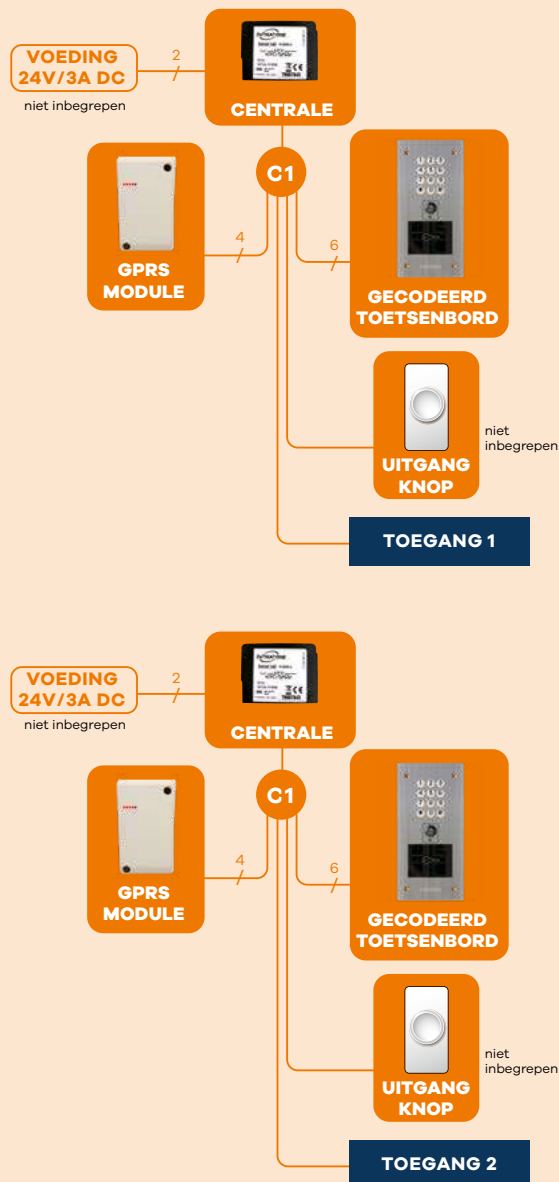 VOEDING
24V/3A DC
niet inbegrepen
2
CENTRALE
C1
4
6
GPRS
MODULE
GECODEERD
TOETSENBORD
niet
inbegrepen
UITGANG
KNOP
TOEGANG 1
VOEDING
24V/3A DC
niet inbegrepen
2
CENTRALE
C1
4
6
GPRS
MODULE
GECODEERD
TOETSENBORD
niet
inbegrepen
UITGANG
KNOP
TOEGANG 2